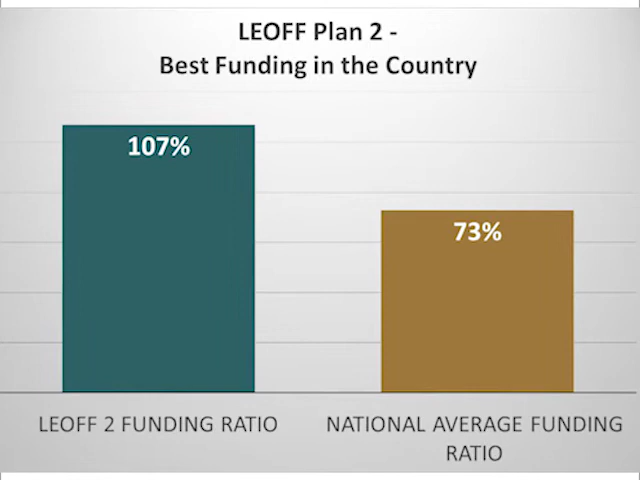 LEOFF Plan 2 -
Best Funding in the Country
107%
73%
LEOFF 2 FUNDING RATIO
NATIONAL AVERAGE FUNDING
RATIO